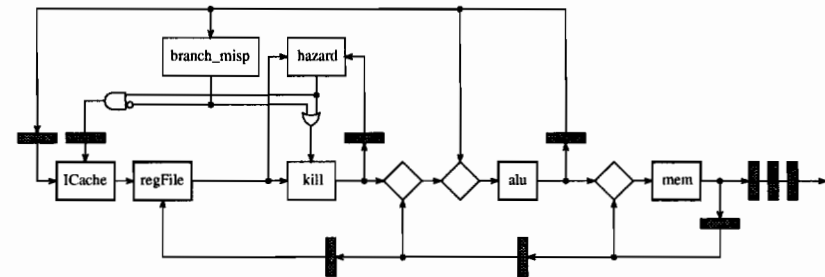 branch_misp
hazard
ICache
regFile
kill
alu
mem